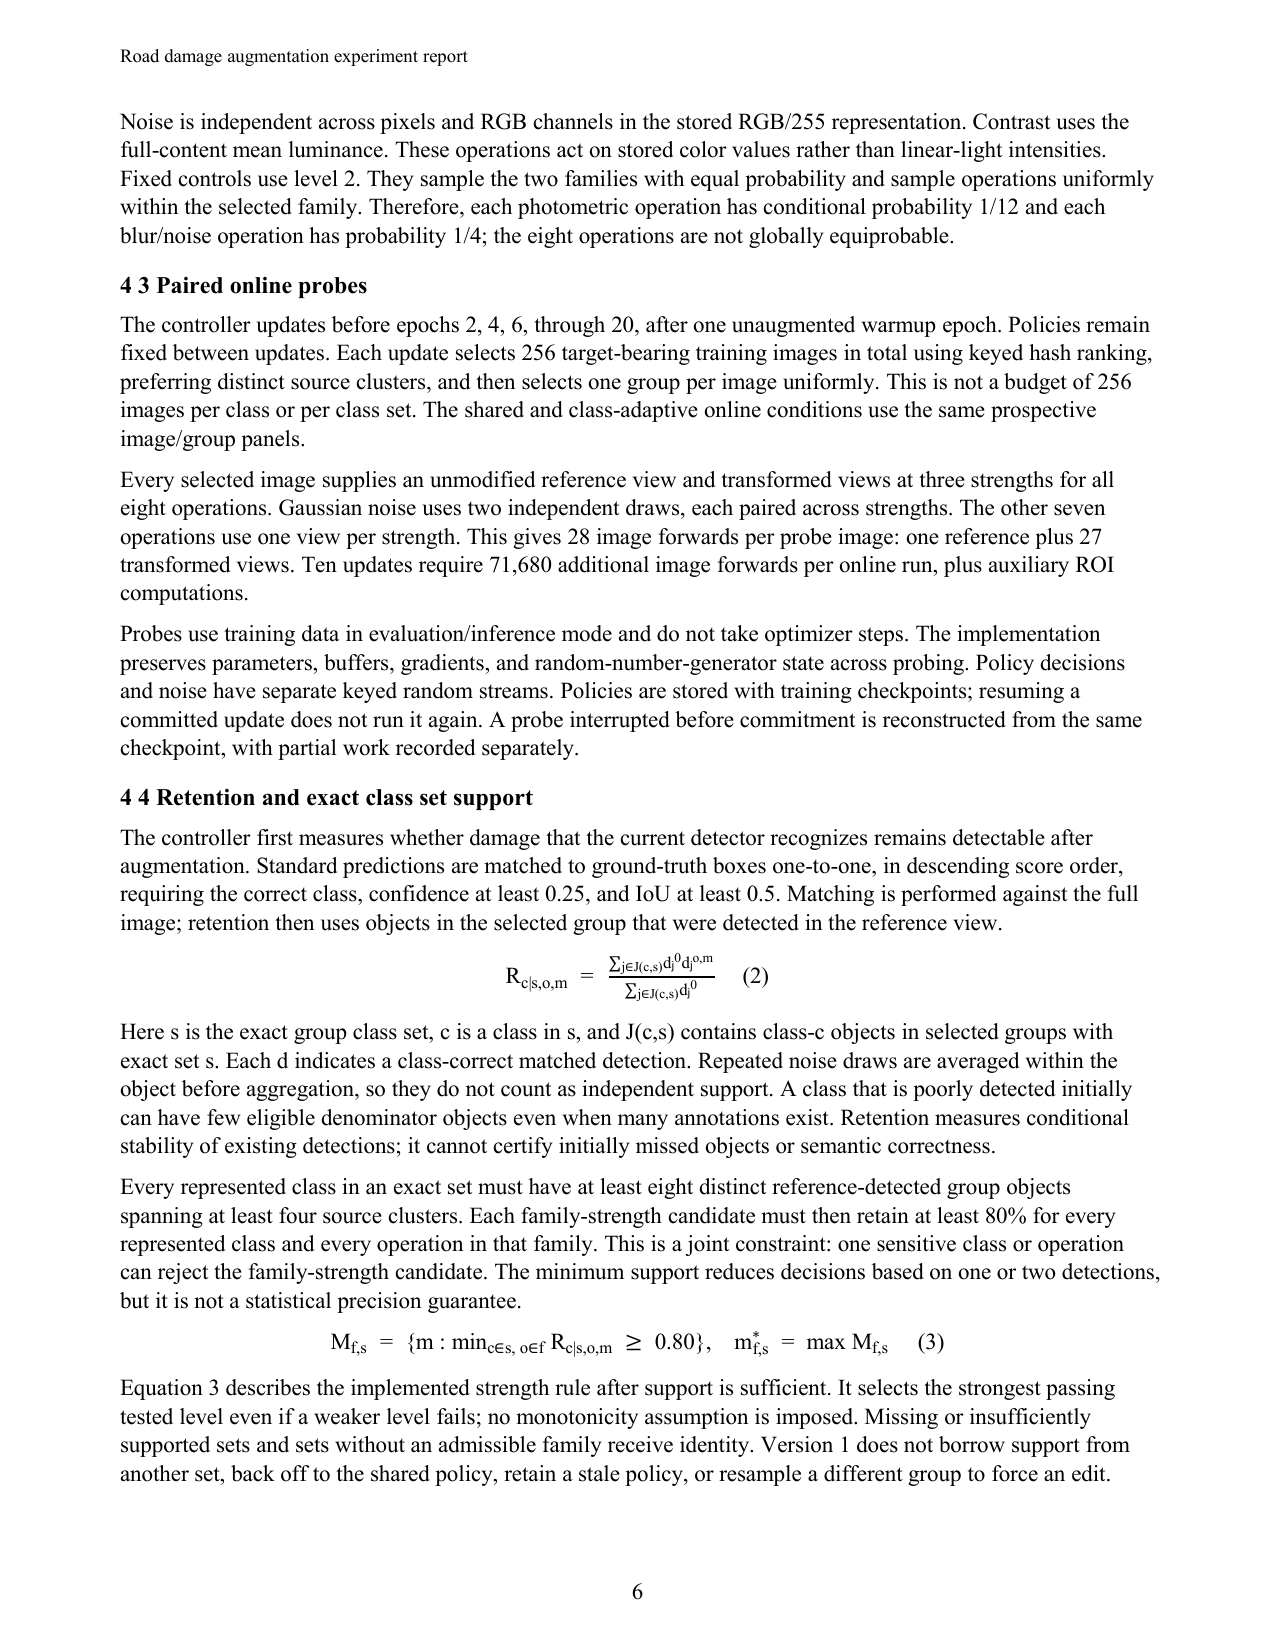 Road damage augmentation experiment report
Noise is independent across pixels and RGB channels in the stored RGB/255 representation. Contrast uses the
full-content mean luminance. These operations act on stored color values rather than linear-light intensities.
Fixed controls use level 2. They sample the two families with equal probability and sample operations uniformly
within the selected family. Therefore, each photometric operation has conditional probability 1/12 and each
blur/noise operation has probability 1/4; the eight operations are not globally equiprobable.
4 3 Paired online probes
The controller updates before epochs 2, 4, 6, through 20, after one unaugmented warmup epoch. Policies remain
fixed between updates. Each update selects 256 target-bearing training images in total using keyed hash ranking,
preferring distinct source clusters, and then selects one group per image uniformly. This is not a budget of 256
images per class or per class set. The shared and class-adaptive online conditions use the same prospective
image/group panels.
Every selected image supplies an unmodified reference view and transformed views at three strengths for all
eight operations. Gaussian noise uses two independent draws, each paired across strengths. The other seven
operations use one view per strength. This gives 28 image forwards per probe image: one reference plus 27
transformed views. Ten updates require 71,680 additional image forwards per online run, plus auxiliary ROI
computations.
Probes use training data in evaluation/inference mode and do not take optimizer steps. The implementation
preserves parameters, buffers, gradients, and random-number-generator state across probing. Policy decisions
and noise have separate keyed random streams. Policies are stored with training checkpoints; resuming a
committed update does not run it again. A probe interrupted before commitment is reconstructed from the same
checkpoint, with partial work recorded separately.
4 4 Retention and exact class set support
The controller first measures whether damage that the current detector recognizes remains detectable after
augmentation. Standard predictions are matched to ground-truth boxes one-to-one, in descending score order,
requiring the correct class, confidence at least 0.25, and IoU at least 0.5. Matching is performed against the full
image; retention then uses objects in the selected group that were detected in the reference view.
R_{c|s,o,m} = ∑_{j∈J(c,s)}d_j^0d_j^{o,m} / ∑_{j∈J(c,s)}d_j^0 (2)
Here s is the exact group class set, c is a class in s, and J(c,s) contains class-c objects in selected groups with
exact set s. Each d indicates a class-correct matched detection. Repeated noise draws are averaged within the
object before aggregation, so they do not count as independent support. A class that is poorly detected initially
can have few eligible denominator objects even when many annotations exist. Retention measures conditional
stability of existing detections; it cannot certify initially missed objects or semantic correctness.
Every represented class in an exact set must have at least eight distinct reference-detected group objects
spanning at least four source clusters. Each family-strength candidate must then retain at least 80% for every
represented class and every operation in that family. This is a joint constraint: one sensitive class or operation
can reject the family-strength candidate. The minimum support reduces decisions based on one or two detections,
but it is not a statistical precision guarantee.
M_{f,s} = {m : min_{c∈s, o∈f} R_{c|s,o,m} ≥ 0.80}, m^*_{f,s} = max M_{f,s} (3)
Equation 3 describes the implemented strength rule after support is sufficient. It selects the strongest passing
tested level even if a weaker level fails; no monotonicity assumption is imposed. Missing or insufficiently
supported sets and sets without an admissible family receive identity. Version 1 does not borrow support from
another set, back off to the shared policy, retain a stale policy, or resample a different group to force an edit.
6